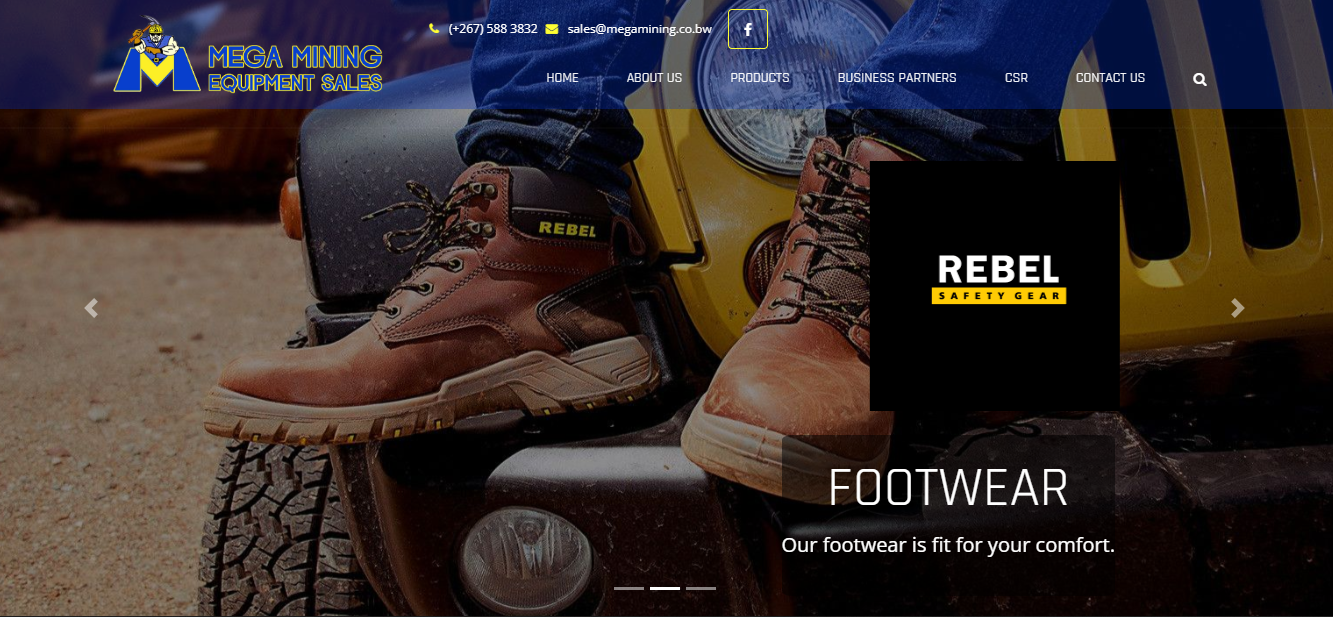 (+267) 588 3832 sales@megamining.co.bw
MEGA MINING
EQUIPMENT SALES
HOME ABOUT US PRODUCTS BUSINESS PARTNERS CSR CONTACT US
REBEL
REBEL
SAFETY GEAR
FOOTWEAR
Our footwear is fit for your comfort.